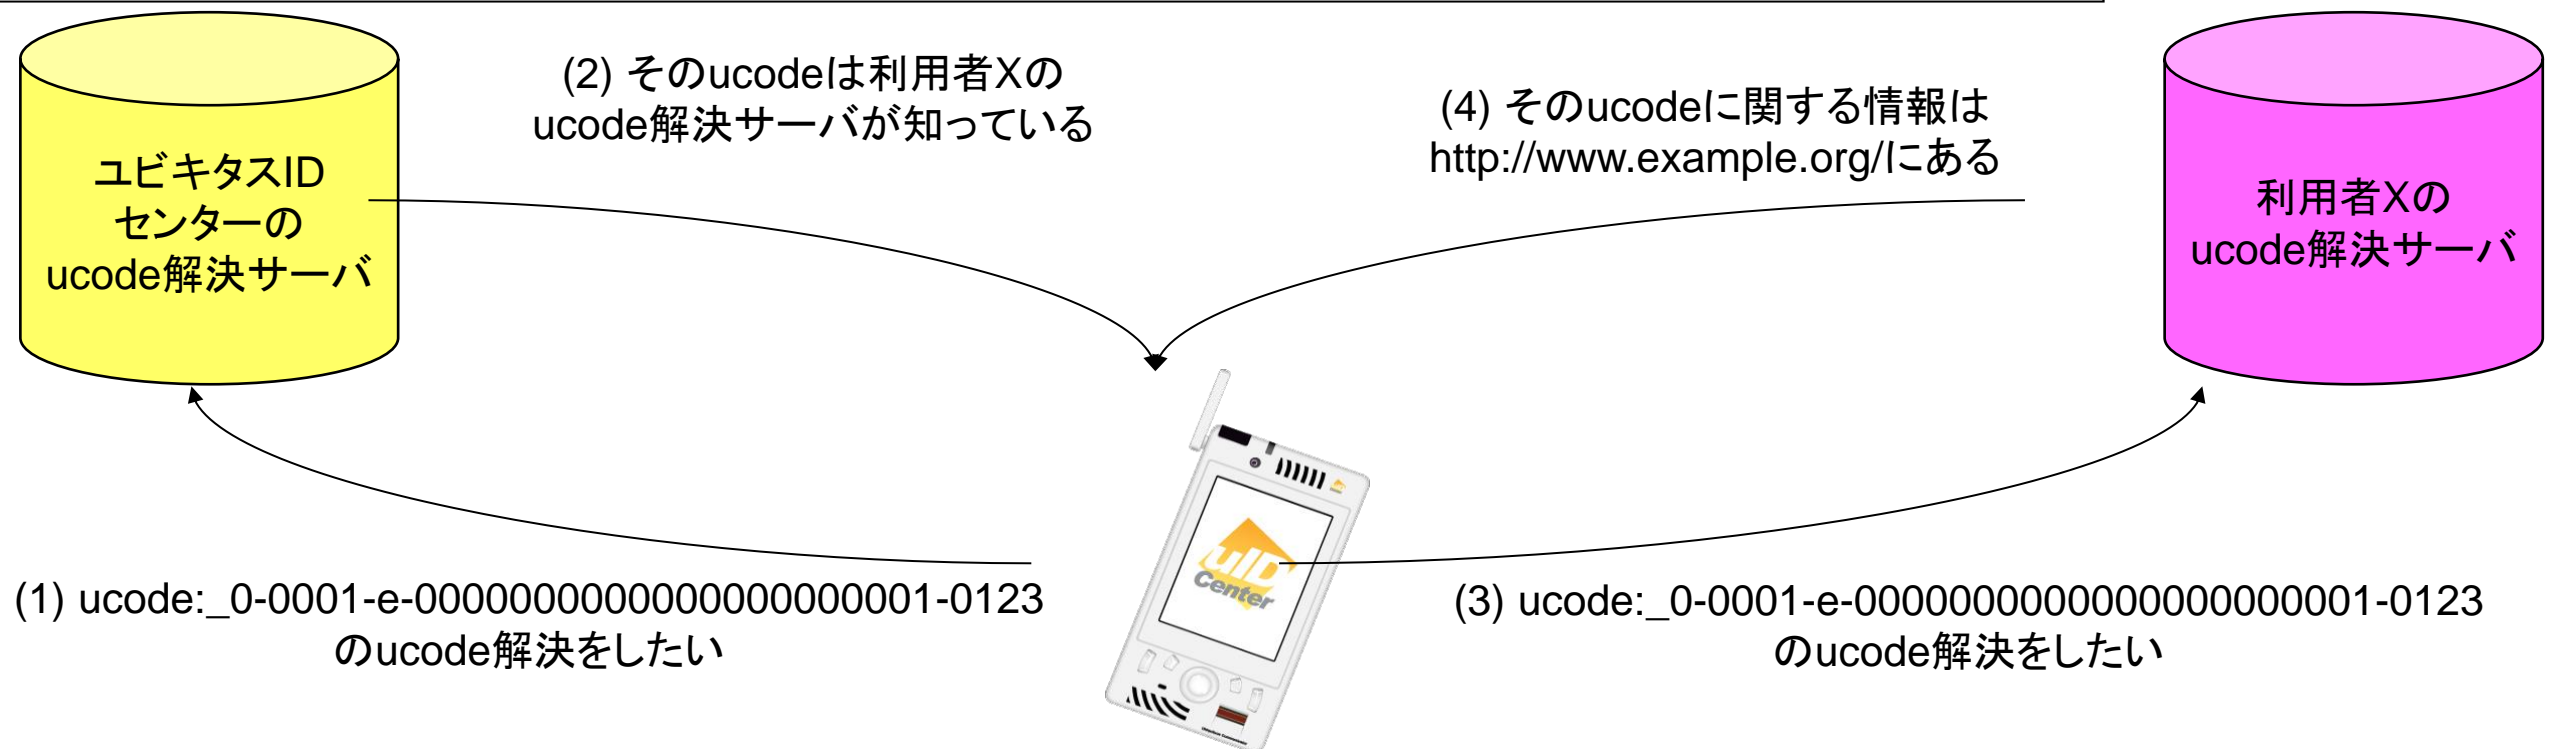 ユビキタスID
センターの
ucode解決サーバ
(2) そのucodeは利用者Xの
ucode解決サーバが知っている
(4) そのucodeに関する情報は
http://www.example.org/にある
利用者Xの
ucode解決サーバ
(1) ucode:_0-0001-e-0000000000000000000001-0123
のucode解決をしたい
uID
Center
(3) ucode:_0-0001-e-0000000000000000000001-0123
のucode解決をしたい